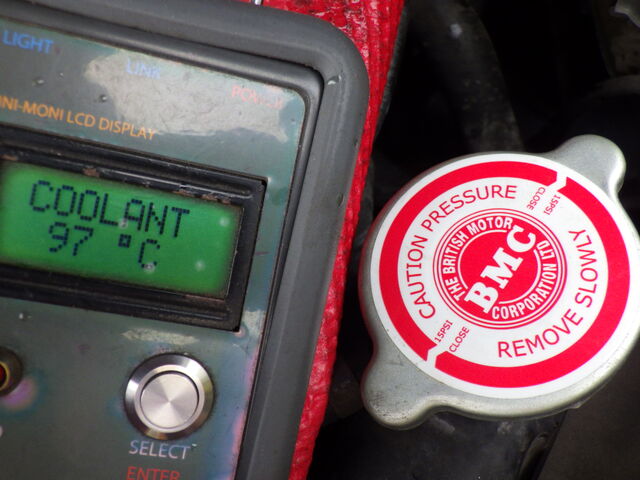 LIGHT
LINK
MINI-MONI LCD DISPLAY
COOLANT
97 °C
SELECT
ENTER
CAUTION PRESSURE
15PSI
CLOSE
REMOVE SLOWLY
15PSI
CLOSE
THE BRITISH MOTOR
BMC
CORPORATION LTD